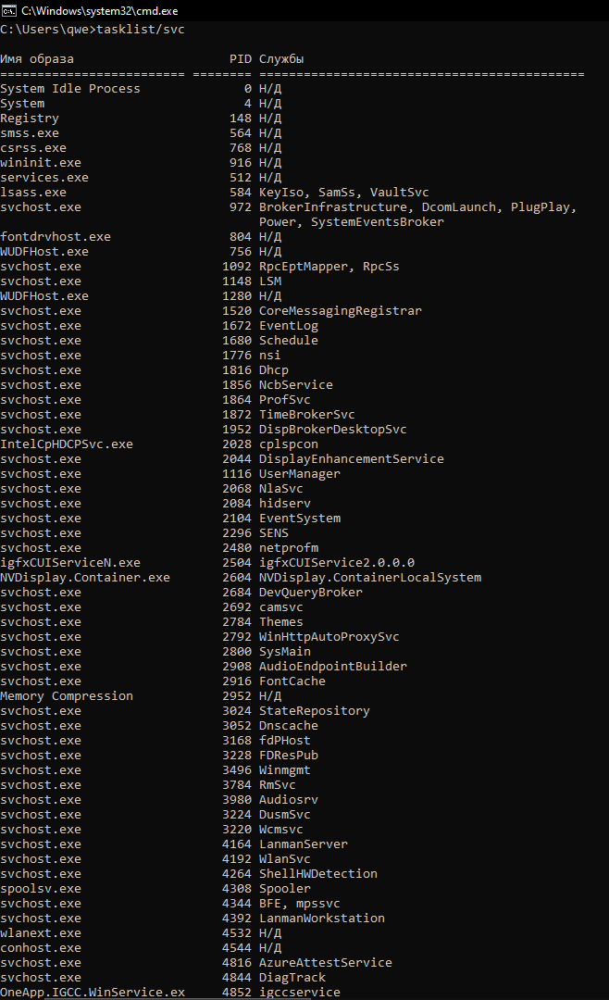 C:\Windows\system32\cmd.exe
C:\Users\qwe>tasklist/svc
Имя образа                     PID Службы
========================= ======== ============================================
System Idle Process              0 Н/Д
System                           4 Н/Д
Registry                       148 Н/Д
smss.exe                       564 Н/Д
csrss.exe                      768 Н/Д
wininit.exe                    916 Н/Д
services.exe                   512 Н/Д
lsass.exe                      584 KeyIso, SamSs, VaultSvc
svchost.exe                    972 BrokerInfrastructure, DcomLaunch, PlugPlay,
                                   Power, SystemEventsBroker
fontdrvhost.exe                804 Н/Д
WUDFHost.exe                   756 Н/Д
svchost.exe                   1092 RpcEptMapper, RpcSs
svchost.exe                   1148 LSM
WUDFHost.exe                  1280 Н/Д
svchost.exe                   1520 CoreMessagingRegistrar
svchost.exe                   1672 EventLog
svchost.exe                   1680 Schedule
svchost.exe                   1776 nsi
svchost.exe                   1816 Dhcp
svchost.exe                   1856 NcbService
svchost.exe                   1864 ProfSvc
svchost.exe                   1872 TimeBrokerSvc
svchost.exe                   1952 DispBrokerDesktopSvc
IntelCpHDCPSvc.exe            2028 cplspcon
svchost.exe                   2044 DisplayEnhancementService
svchost.exe                   1116 UserManager
svchost.exe                   2068 NlaSvc
svchost.exe                   2084 hidserv
svchost.exe                   2104 EventSystem
svchost.exe                   2296 SENS
svchost.exe                   2480 netprofm
igfxCUIServiceN.exe           2504 igfxCUIService2.0.0.0
NVDisplay.Container.exe       2604 NVDisplay.ContainerLocalSystem
svchost.exe                   2684 DevQueryBroker
svchost.exe                   2692 camsvc
svchost.exe                   2784 Themes
svchost.exe                   2792 WinHttpAutoProxySvc
svchost.exe                   2800 SysMain
svchost.exe                   2908 AudioEndpointBuilder
svchost.exe                   2916 FontCache
Memory Compression            2952 Н/Д
svchost.exe                   3024 StateRepository
svchost.exe                   3052 Dnscache
svchost.exe                   3168 fdPHost
svchost.exe                   3228 FDResPub
svchost.exe                   3496 Winmgmt
svchost.exe                   3784 RmSvc
svchost.exe                   3980 Audiosrv
svchost.exe                   3224 DusmSvc
svchost.exe                   3220 Wcmsvc
svchost.exe                   4164 LanmanServer
svchost.exe                   4192 WlanSvc
svchost.exe                   4264 ShellHWDetection
spoolsv.exe                   4308 Spooler
svchost.exe                   4344 BFE, mpssvc
svchost.exe                   4392 LanmanWorkstation
wlanext.exe                   4532 Н/Д
conhost.exe                   4544 Н/Д
svchost.exe                   4816 AzureAttestService
svchost.exe                   4844 DiagTrack
OneApp.IGCC.WinService.ex     4852 igccservice